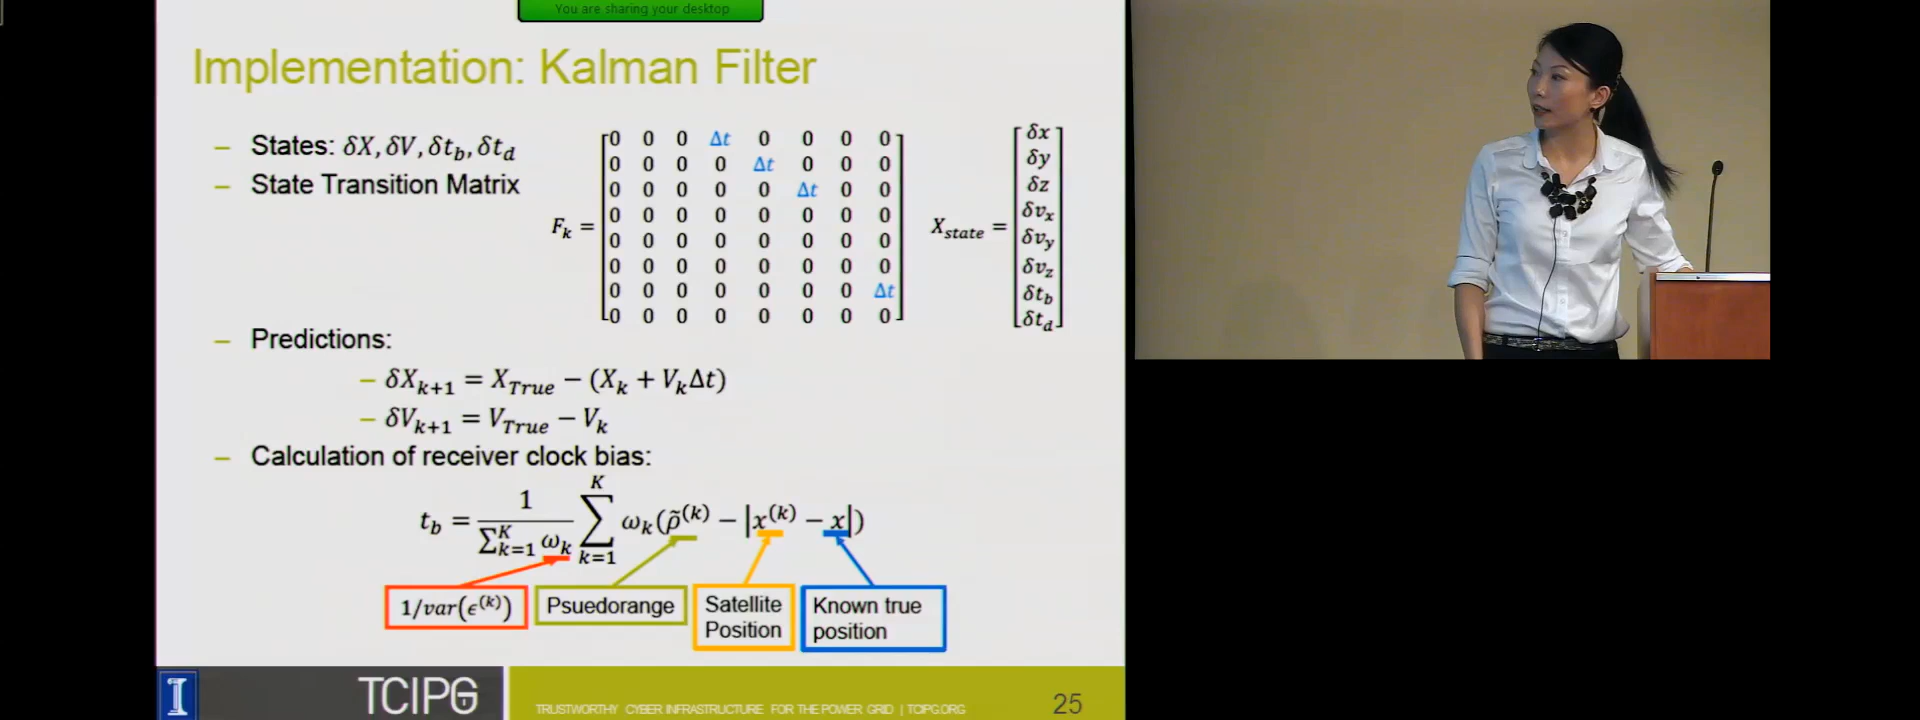 You are sharing your desktop
Implementation: Kalman Filter
– States: δX, δV, δt_b, δt_d
– State Transition Matrix
F_k =
0 0 0 Δt 0 0 0 0
0 0 0 0 Δt 0 0 0
0 0 0 0 0 Δt 0 0
0 0 0 0 0 0 0 0
0 0 0 0 0 0 0 0
0 0 0 0 0 0 0 0
0 0 0 0 0 0 0 Δt
0 0 0 0 0 0 0 0
X_state =
δx
δy
δz
δv_x
δv_y
δv_z
δt_b
δt_d
– Predictions:
– δX_{k+1} = X_True − (X_k + V_kΔt)
– δV_{k+1} = V_True − V_k
– Calculation of receiver clock bias:
t_b = 1/(∑_{k=1}^{K} ω_k) ∑_{k=1}^{K} ω_k(ρ̃^(k) − |x^(k) − x|)
1/var(ϵ^(k))
Psuedorange
Satellite
Position
Known true
position
I
TCIPG
TRUSTWORTHY CYBER INFRASTRUCTURE FOR THE POWER GRID | TCIPG.ORG
25